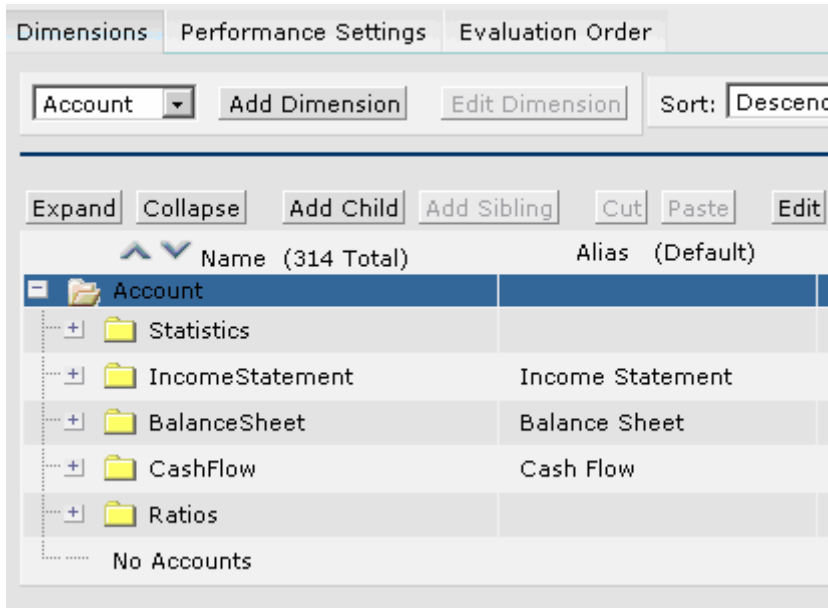 Dimensions Performance Settings Evaluation Order
Account Add Dimension Edit Dimension Sort:
Expand Collapse Add Child Add Sibling Cut Paste Edit
Name (314 Total) Alias (Default)
Account
Statistics
IncomeStatement Income Statement
BalanceSheet Balance Sheet
CashFlow Cash Flow
Ratios
No Accounts